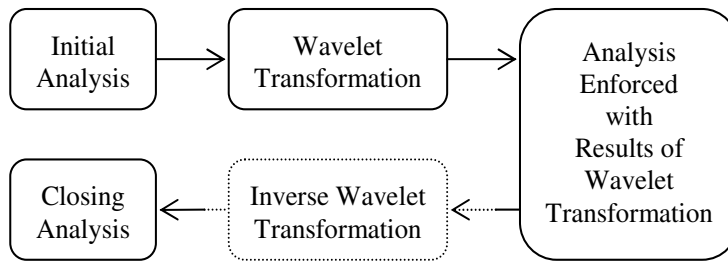 Initial
Analysis
Wavelet
Transformation
Analysis
Enforced
with
Results of
Wavelet
Transformation
Inverse Wavelet
Transformation
Closing
Analysis